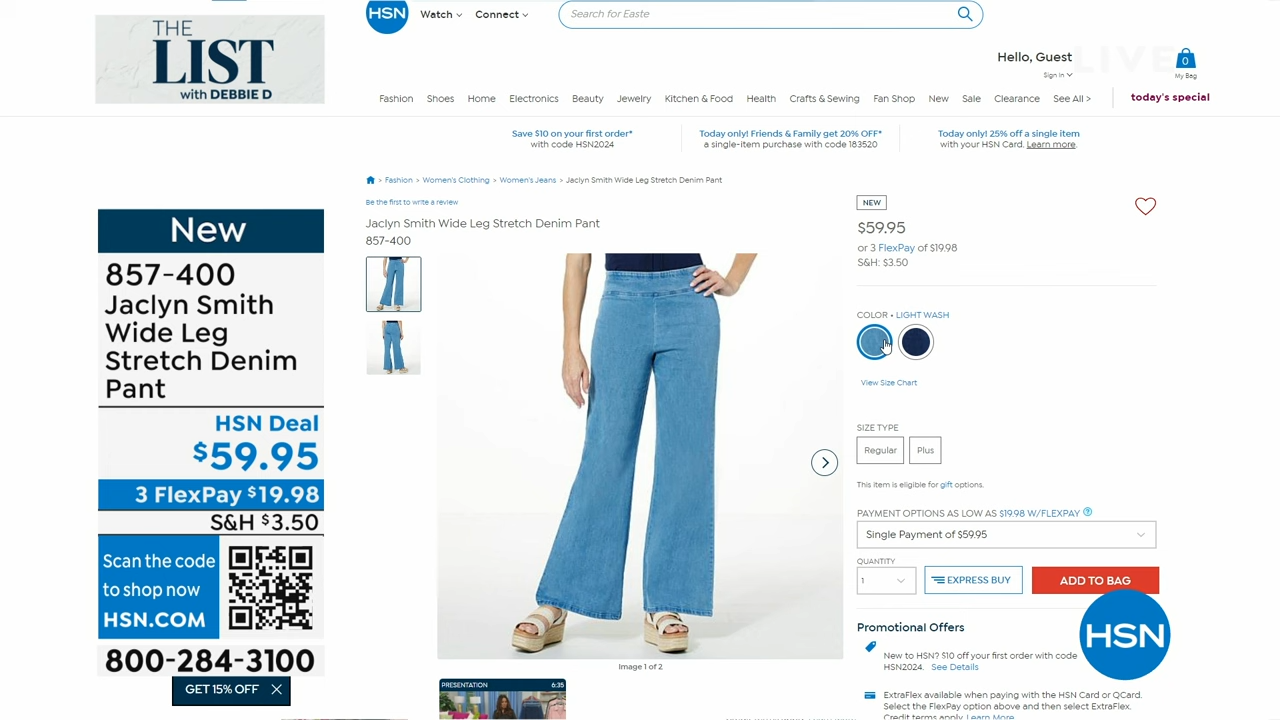 THE
LIST
with DEBBIE D
HSN
Watch
Connect
Search for Easte
Hello, Guest
Sign In
LIVE
0
My Bag
Fashion
Shoes
Home
Electronics
Beauty
Jewelry
Kitchen & Food
Health
Crafts & Sewing
Fan Shop
New
Sale
Clearance
See All >
today's special
Save $10 on your first order*
with code HSN2024
Today only! Friends & Family get 20% OFF*
a single-item purchase with code 183520
Today only! 25% off a single item
with your HSN Card. Learn more.
> Fashion > Women's Clothing > Women's Jeans > Jaclyn Smith Wide Leg Stretch Denim Pant
Be the first to write a review
Jaclyn Smith Wide Leg Stretch Denim Pant
857-400
New
857-400
Jaclyn Smith
Wide Leg
Stretch Denim
Pant
HSN Deal
$59.95
3 FlexPay $19.98
S&H $3.50
Scan the code
to shop now
HSN.COM
800-284-3100
GET 15% OFF
Image 1 of 2
PRESENTATION 6:35
NEW
$59.95
or 3 FlexPay of $19.98
S&H: $3.50
COLOR • LIGHT WASH
View Size Chart
SIZE TYPE
Regular
Plus
This item is eligible for gift options.
PAYMENT OPTIONS AS LOW AS $19.98 W/FLEXPAY ?
Single Payment of $59.95
QUANTITY
1
EXPRESS BUY
ADD TO BAG
Promotional Offers
New to HSN? $10 off your first order with code
HSN2024. See Details
HSN
ExtraFlex available when paying with the HSN Card or QCard.
Select the FlexPay option above and then select ExtraFlex.
Credit terms apply. Learn More